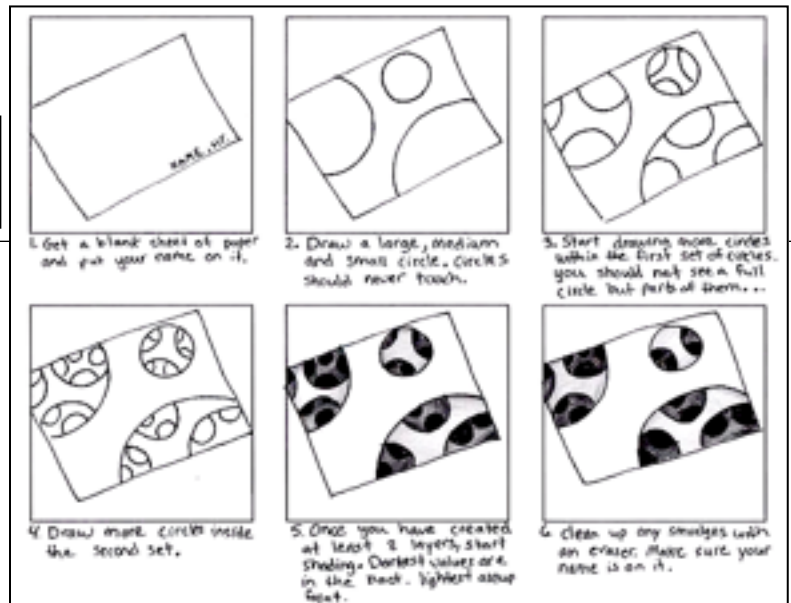 NAME, HR.
1. Get a blank sheet of paper
and put your name on it.
2. Draw a large, medium
and small circle. Circles
should never touch.
3. Start drawing more circles
within the first set of circles.
you should not see a full
circle but parts of them...
4. Draw more circles inside
the second set.
5. Once you have created
at least 2 layers, start
shading. Darkest values are
in the back. lightest
front.
6. Clean up any smudges with
an eraser. Make sure your
name is on it.